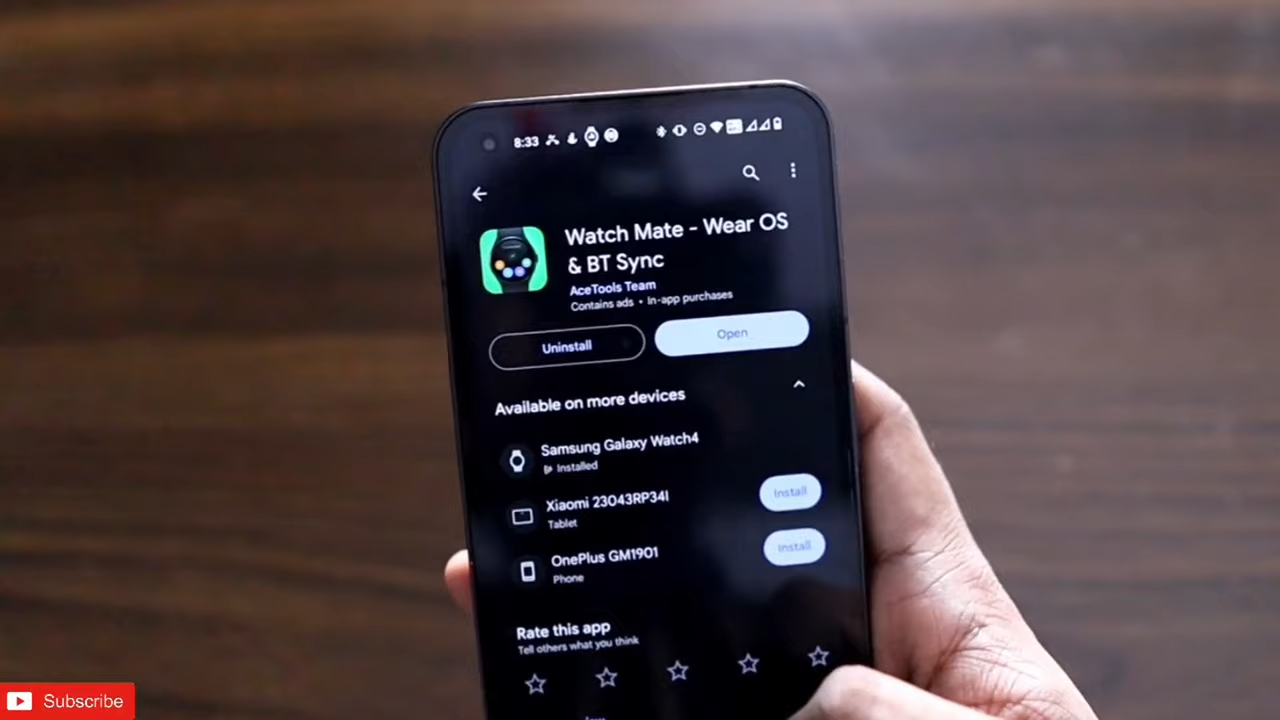 8:33
Watch Mate - Wear OS
& BT Sync
AceTools Team
Contains ads • In-app purchases
Uninstall
Open
Available on more devices
Samsung Galaxy Watch4
Installed
Xiaomi 23043RP34I
Tablet
Install
OnePlus GM1901
Phone
Install
Rate this app
Tell others what you think
Subscribe